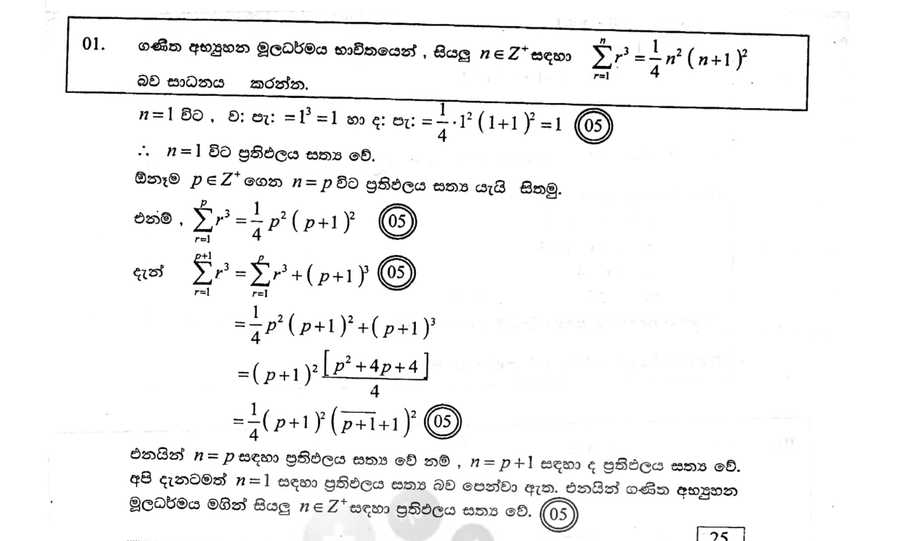 01. ගණිත අභ්‍යුහන මූලධර්මය භාවිතයෙන් , සියලු n ∈ Z⁺ සඳහා ∑_{r=1}^{n} r³ = 1/4 n² ( n+1 )²
බව සාධනය කරන්න.
n = 1 විට , ව: පැ: = 1³ = 1 හා ද: පැ: = 1/4 · 1² ( 1+1 )² = 1 (05)
∴ n = 1 විට ප්‍රතිඵලය සත්‍ය වේ.
ඕනෑම p ∈ Z⁺ ගෙන n = p විට ප්‍රතිඵලය සත්‍ය යැයි සිතමු.
එනම් , ∑_{r=1}^{p} r³ = 1/4 p² ( p+1 )² (05)
දැන් ∑_{r=1}^{p+1} r³ = ∑_{r=1}^{p} r³ + ( p+1 )³ (05)
= 1/4 p² ( p+1 )² + ( p+1 )³
= ( p+1 )² [ p² + 4p + 4 ] / 4
= 1/4 ( p+1 )² ( p̅+̅1̅ + 1 )² (05)
එනයින් n = p සඳහා ප්‍රතිඵලය සත්‍ය වේ නම් , n = p+1 සඳහා ද ප්‍රතිඵලය සත්‍ය වේ.
අපි දැනටමත් n = 1 සඳහා ප්‍රතිඵලය සත්‍ය බව පෙන්වා ඇත. එනයින් ගණිත අභ්‍යුහන
මූලධර්මය මගින් සියලු n ∈ Z⁺ සඳහා ප්‍රතිඵලය සත්‍ය වේ. (05)
25